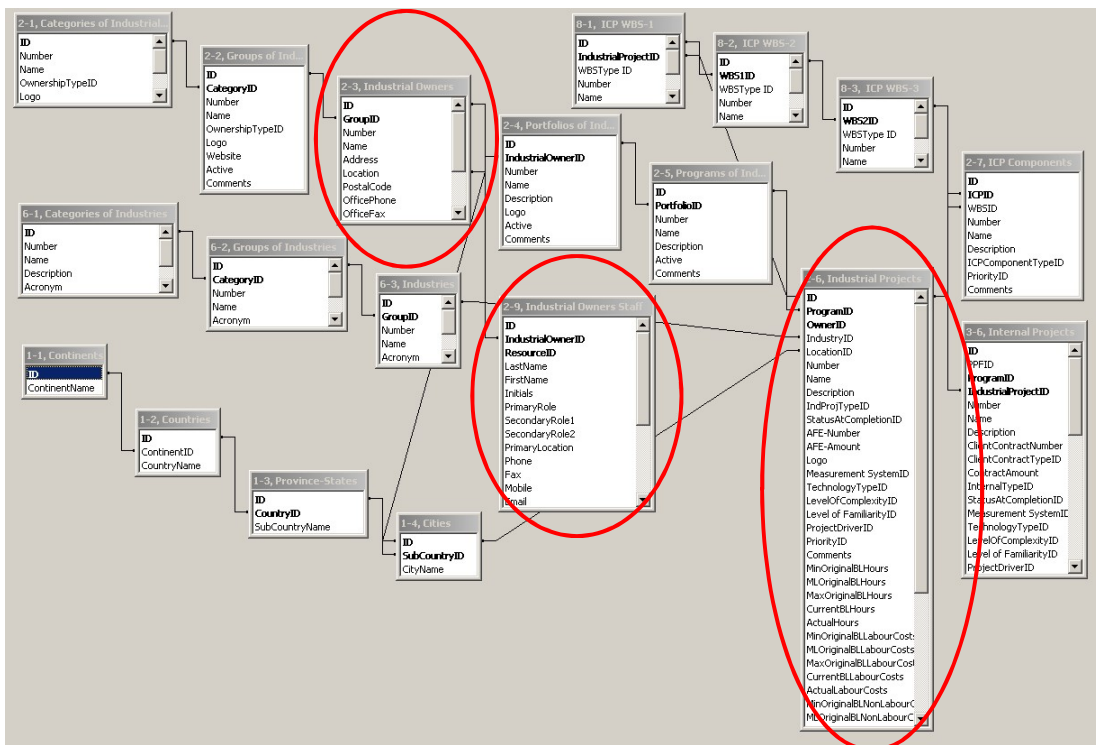 2-1, Categories of Industrial...
ID
Number
Name
OwnershipTypeID
Logo
2-2, Groups of Ind...
ID
CategoryID
Number
Name
OwnershipTypeID
Logo
Website
Active
Comments
2-3, Industrial Owners
ID
GroupID
Number
Name
Address
Location
PostalCode
OfficePhone
OfficeFax
2-4, Portfolios of Ind...
ID
IndustrialOwnerID
Number
Name
Description
Logo
Active
Comments
8-1, ICP WBS-1
ID
IndustrialProjectID
WBSType ID
Number
Name
8-2, ICP WBS-2
ID
WBS1ID
WBSType ID
Number
Name
8-3, ICP WBS-3
ID
WBS2ID
WBSType ID
Number
Name
2-5, Programs of Ind...
ID
PortfolioID
Number
Name
Description
Active
Comments
2-7, ICP Components
ID
ICPID
WBSID
Number
Name
Description
ICPComponentTypeID
PriorityID
Comments
6-1, Categories of Industries
ID
Number
Name
Description
Acronym
6-2, Groups of Industries
ID
CategoryID
Number
Name
Acronym
6-3, Industries
ID
GroupID
Number
Name
Acronym
2-9, Industrial Owners Staff
ID
IndustrialOwnerID
ResourceID
LastName
FirstName
Initials
PrimaryRole
SecondaryRole1
SecondaryRole2
PrimaryLocation
Phone
Fax
Mobile
Email
2-6, Industrial Projects
ID
ProgramID
OwnerID
IndustryID
LocationID
Number
Name
Description
IndProjTypeID
StatusAtCompletionID
AFE-Number
AFE-Amount
Logo
Measurement SystemID
TechnologyTypeID
LevelOfComplexityID
Level of FamiliarityID
ProjectDriverID
PriorityID
Comments
MinOriginalBLHours
MLOriginalBLHours
MaxOriginalBLHours
CurrentBLHours
ActualHours
MinOriginalBLLabourCosts
MLOriginalBLLabourCosts
MaxOriginalBLLabourCost
CurrentBLLabourCosts
ActualLabourCosts
MinOriginalBLNonLabourC
MLOriginalBLNonLabourC
3-6, Internal Projects
ID
PPFID
ProgramID
IndustrialProjectID
Number
Name
Description
ClientContractNumber
ClientContractTypeID
ContractAmount
InternalTypeID
StatusAtCompletionID
Measurement SystemID
TechnologyTypeID
LevelOfComplexityID
Level of FamiliarityID
ProjectDriverID
1-1, Continents
ID
ContinentName
1-2, Countries
ID
ContinentID
CountryName
1-3, Province-States
ID
CountryID
SubCountryName
1-4, Cities
ID
SubCountryID
CityName